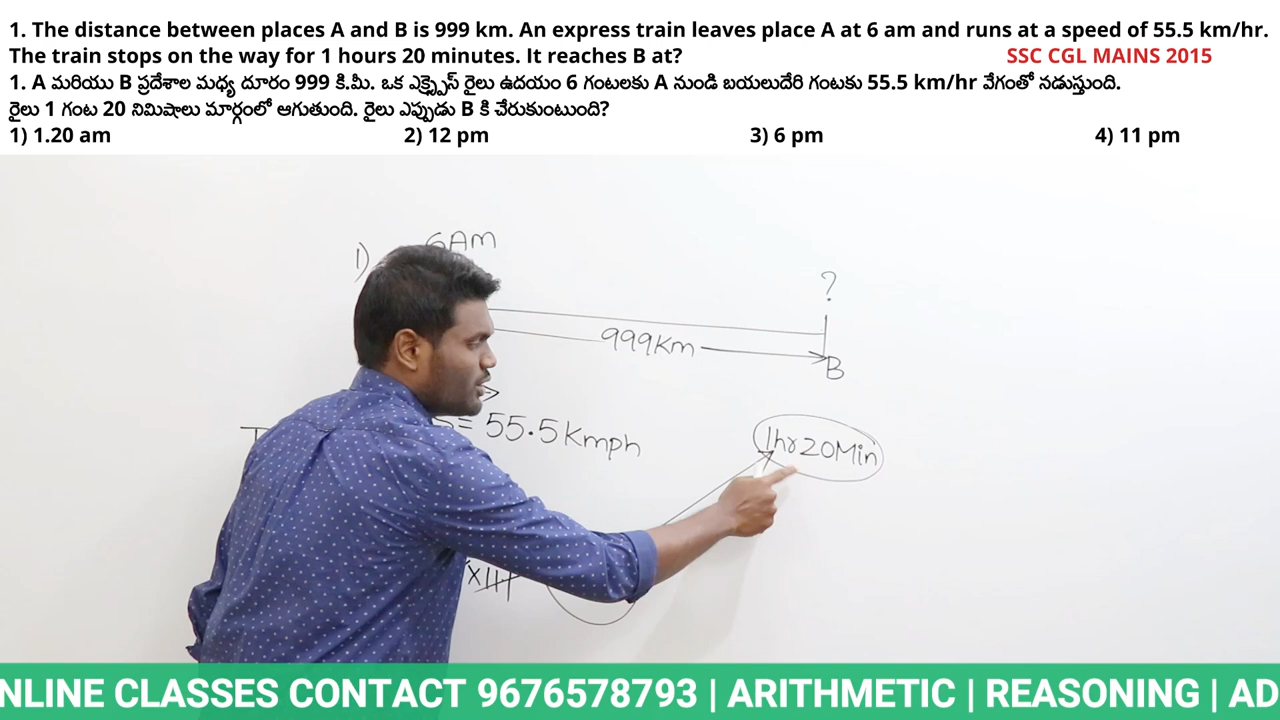 1. The distance between places A and B is 999 km. An express train leaves place A at 6 am and runs at a speed of 55.5 km/hr.
The train stops on the way for 1 hours 20 minutes. It reaches B at? SSC CGL MAINS 2015
1. A మరియు B ప్రదేశాల మధ్య దూరం 999 కి.మీ. ఒక ఎక్స్ప్రెస్ రైలు ఉదయం 6 గంటలకు A నుండి బయలుదేరి గంటకు 55.5 km/hr వేగంతో నడుస్తుంది.
రైలు 1 గంట 20 నిమిషాలు మార్గంలో ఆగుతుంది. రైలు ఎప్పుడు B కి చేరుకుంటుంది?
1) 1.20 am 2) 12 pm 3) 6 pm 4) 11 pm
1) 6Am
?
999Km
B
S= 55.5Kmph
1hr20Min
NLINE CLASSES CONTACT 9676578793 | ARITHMETIC | REASONING | AD